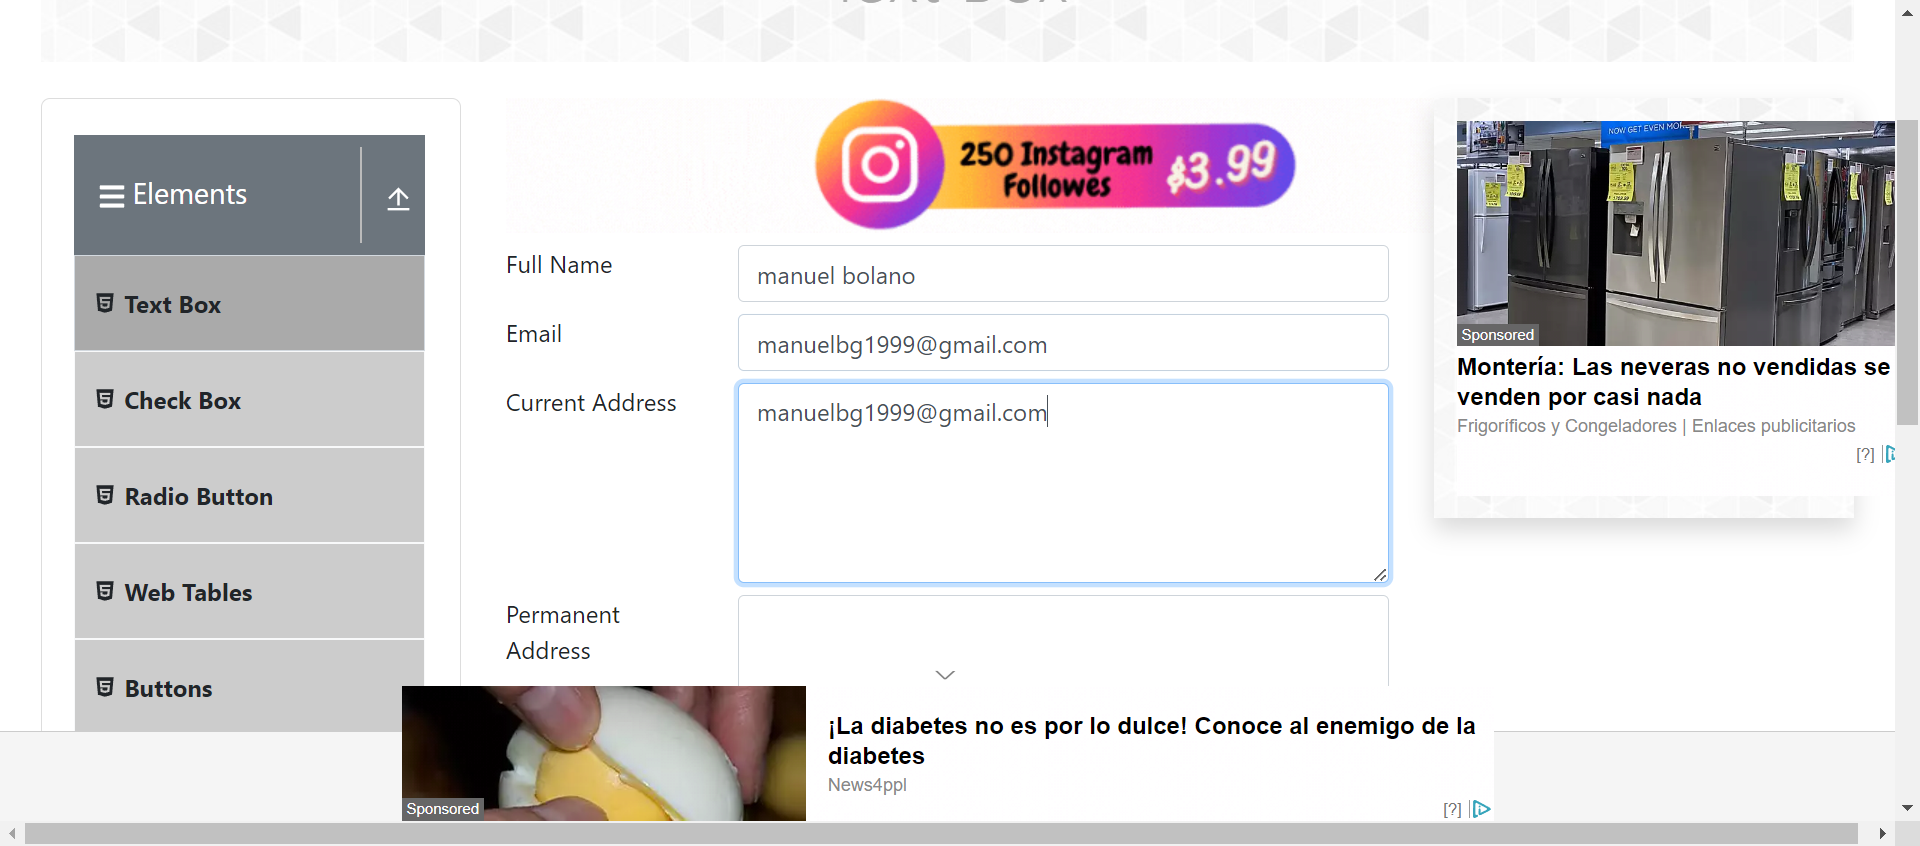 Text Box
250 Instagram
Followes
$3.99
Elements
Text Box
Check Box
Radio Button
Web Tables
Buttons
Full Name
manuel bolano
Email
manuelbg1999@gmail.com
Current Address
manuelbg1999@gmail.com
Permanent
Address
NOW GET EVEN MOR
Sponsored
Montería: Las neveras no vendidas se
venden por casi nada
Frigoríficos y Congeladores | Enlaces publicitarios
[?]
Sponsored
¡La diabetes no es por lo dulce! Conoce al enemigo de la
diabetes
News4ppl
[?]